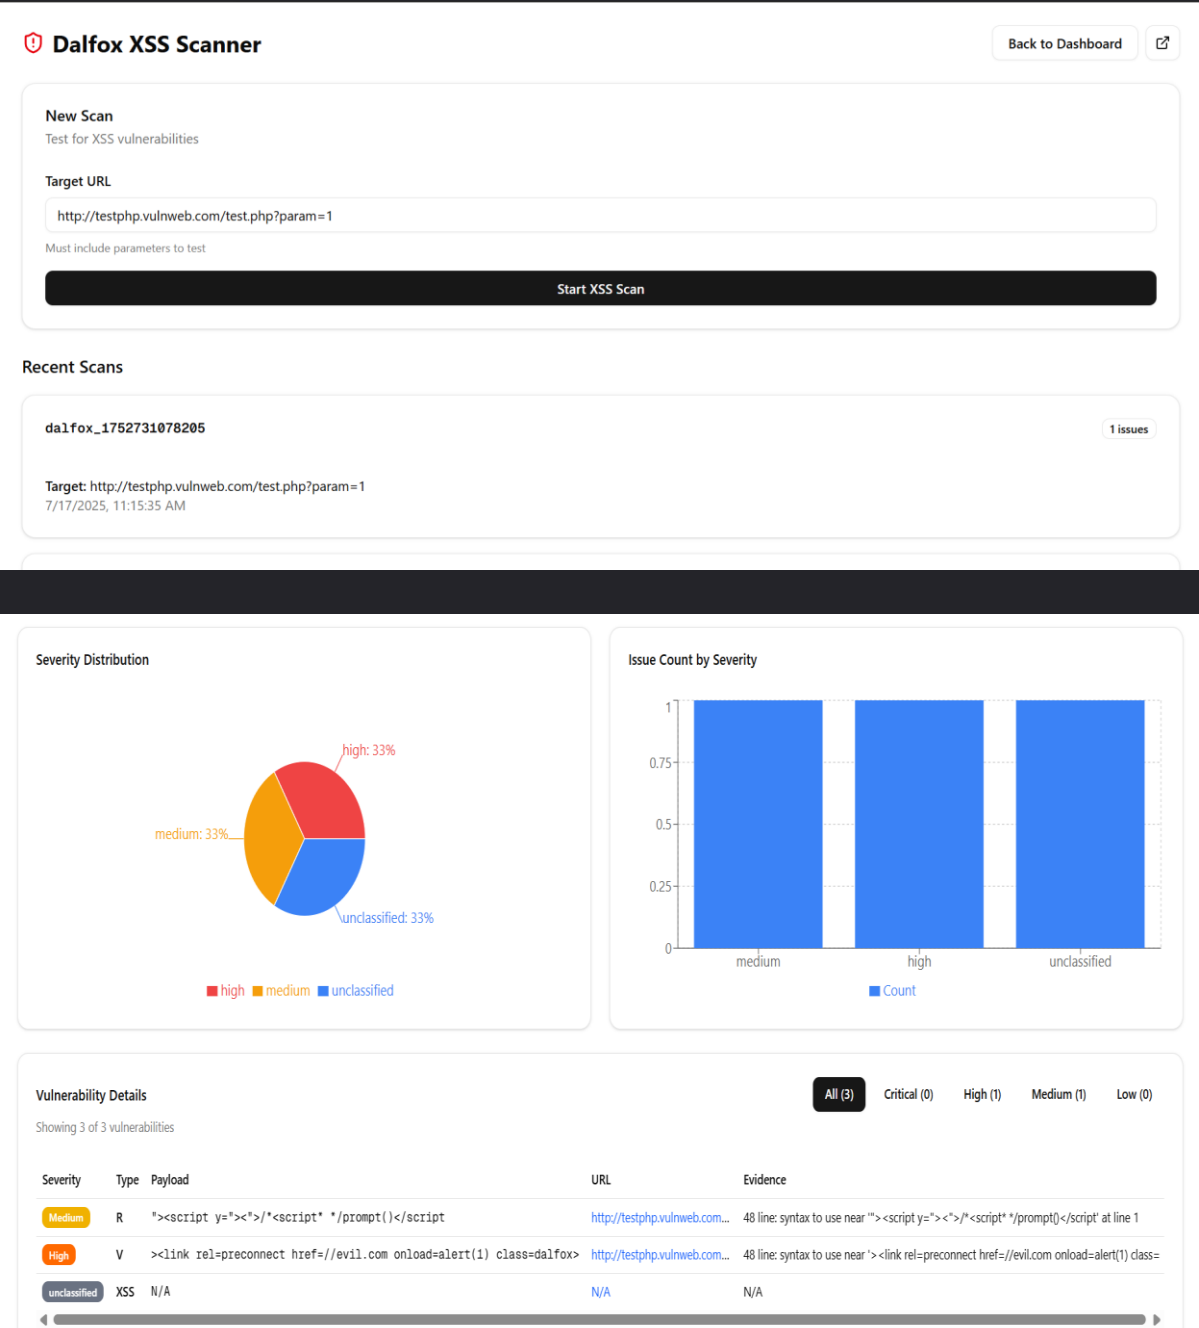 Dalfox XSS Scanner
Back to Dashboard
New Scan
Test for XSS vulnerabilities
Target URL
http://testphp.vulnweb.com/test.php?param=1
Must include parameters to test
Start XSS Scan
Recent Scans
dalfox_1752731078205
1 issues
Target: http://testphp.vulnweb.com/test.php?param=1
7/17/2025, 11:15:35 AM
Severity Distribution
high: 33%
medium: 33%
unclassified: 33%
high medium unclassified
Issue Count by Severity
1
0.75
0.5
0.25
0
medium high unclassified
Count
Vulnerability Details
All (3) Critical (0) High (1) Medium (1) Low (0)
Showing 3 of 3 vulnerabilities
Severity Type Payload URL Evidence
Medium R "><script y="><">/*<script* */prompt()</script http://testphp.vulnweb.com... 48 line: syntax to use near '"><script y="><">/*<script* */prompt()</script' at line 1
High V ><link rel=preconnect href=//evil.com onload=alert(1) class=dalfox> http://testphp.vulnweb.com... 48 line: syntax to use near '><link rel=preconnect href=//evil.com onload=alert(1) class=
unclassified XSS N/A N/A N/A